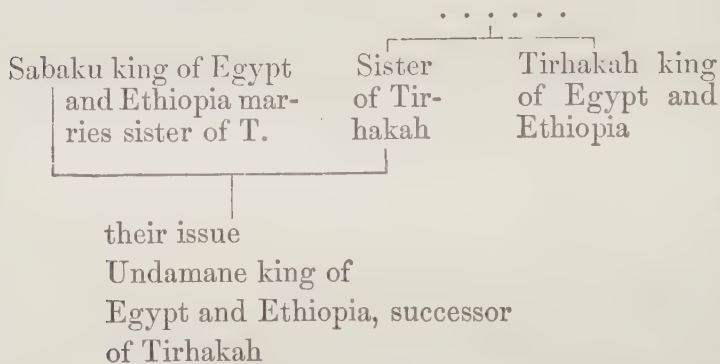 . . . . . .
Sabaku king of Egypt
and Ethiopia mar-
ries sister of T.
Sister
of Tir-
hakah
Tirhakah king
of Egypt and
Ethiopia
their issue
Undamane king of
Egypt and Ethiopia, successor
of Tirhakah